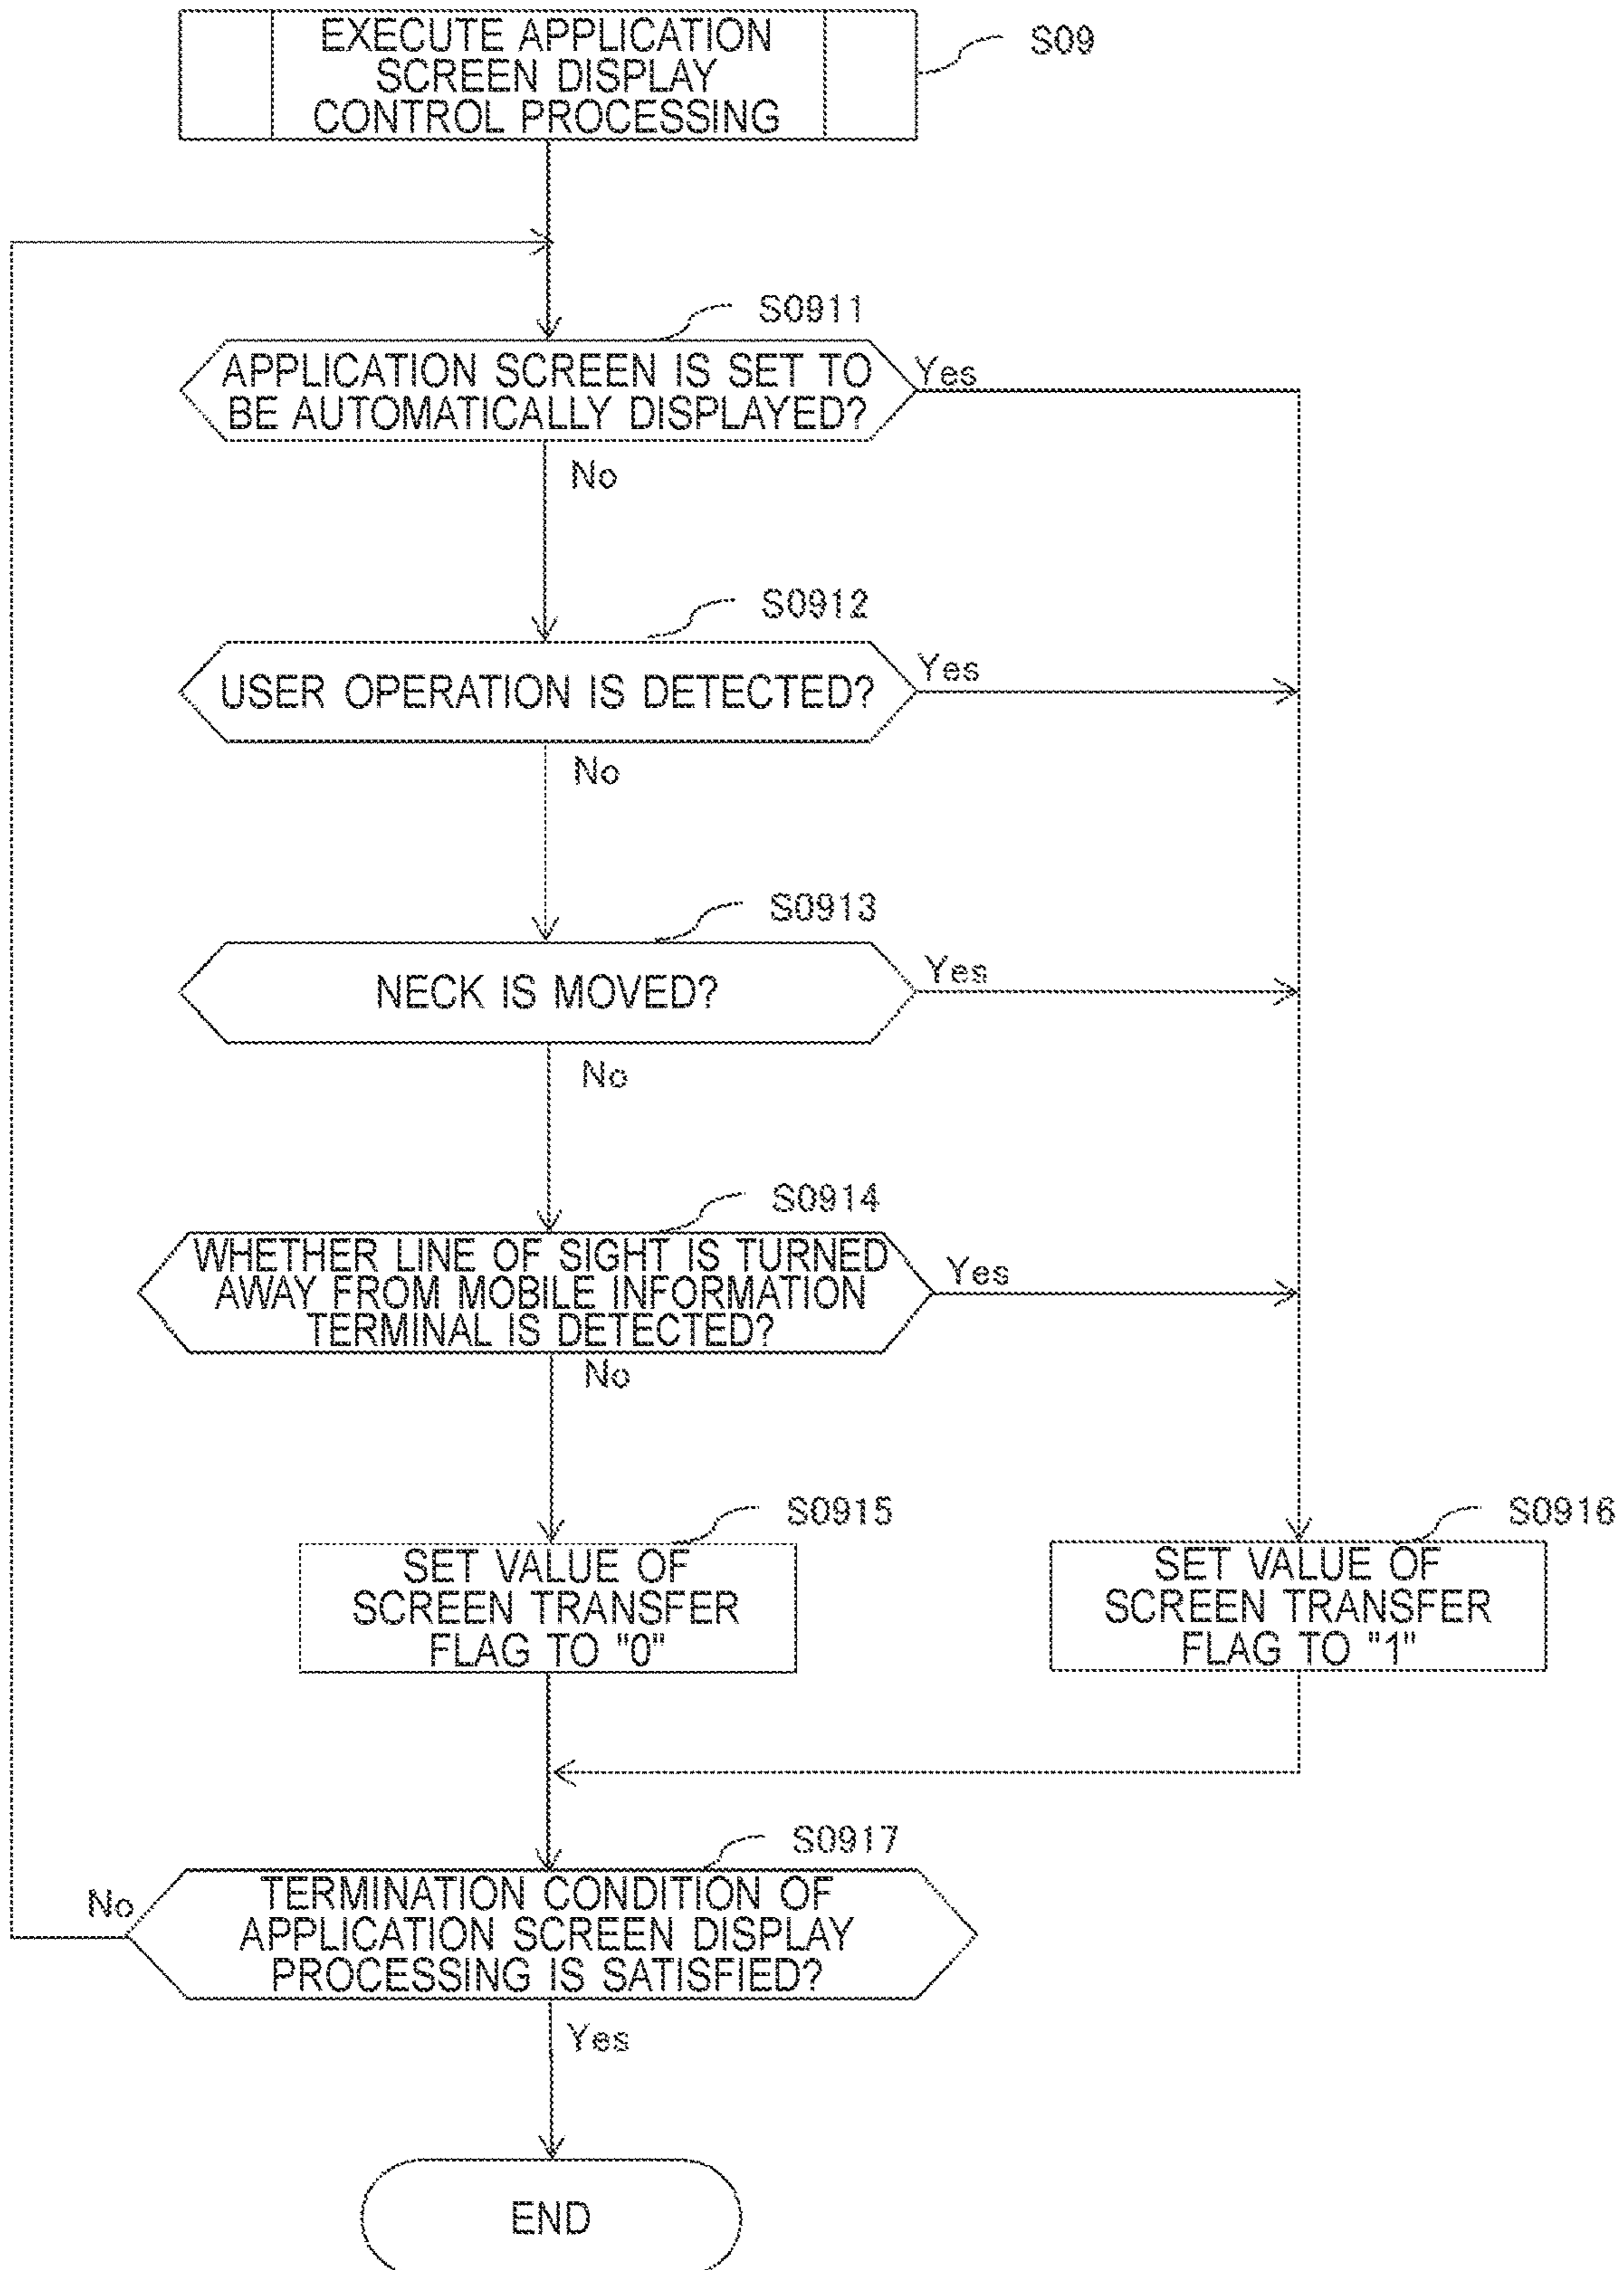 EXECUTE APPLICATION
SCREEN DISPLAY
CONTROL PROCESSING
S09
S0911
APPLICATION SCREEN IS SET TO
BE AUTOMATICALLY DISPLAYED?
Yes
No
S0912
USER OPERATION IS DETECTED?
Yes
No
S0913
NECK IS MOVED?
Yes
No
S0914
WHETHER LINE OF SIGHT IS TURNED
AWAY FROM MOBILE INFORMATION
TERMINAL IS DETECTED?
Yes
No
S0915
SET VALUE OF
SCREEN TRANSFER
FLAG TO "0"
S0916
SET VALUE OF
SCREEN TRANSFER
FLAG TO "1"
S0917
TERMINATION CONDITION OF
APPLICATION SCREEN DISPLAY
PROCESSING IS SATISFIED?
No
Yes
END